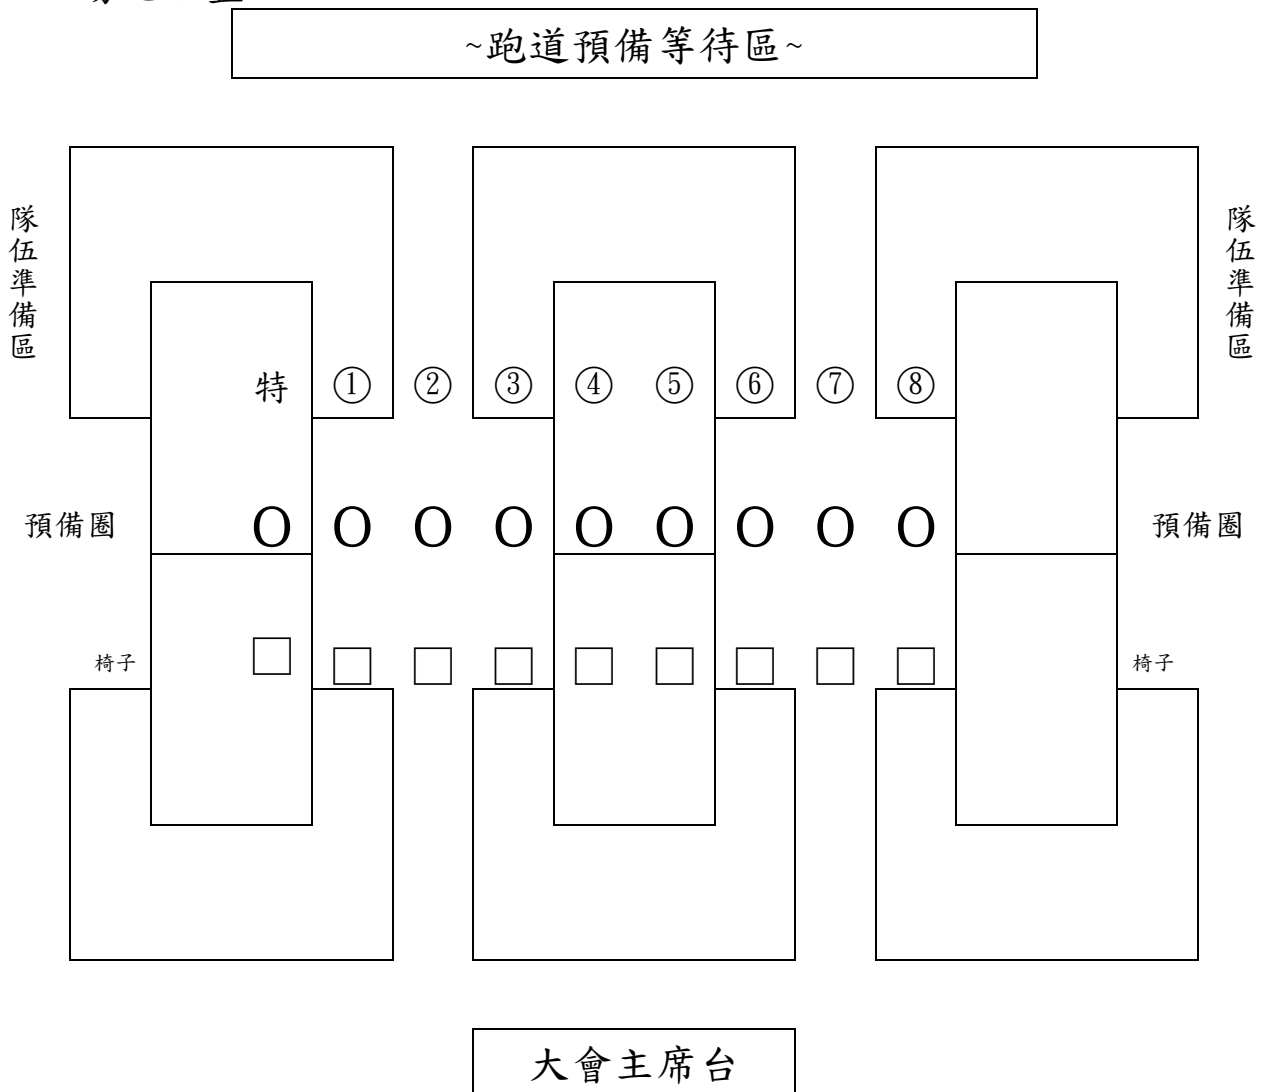 ~跑道預備等待區~
隊伍準備區
隊伍準備區
特 ① ② ③ ④ ⑤ ⑥ ⑦ ⑧
預備圈 O O O O O O O O O 預備圈
椅子 □ □ □ □ □ □ □ □ □ 椅子
大會主席台